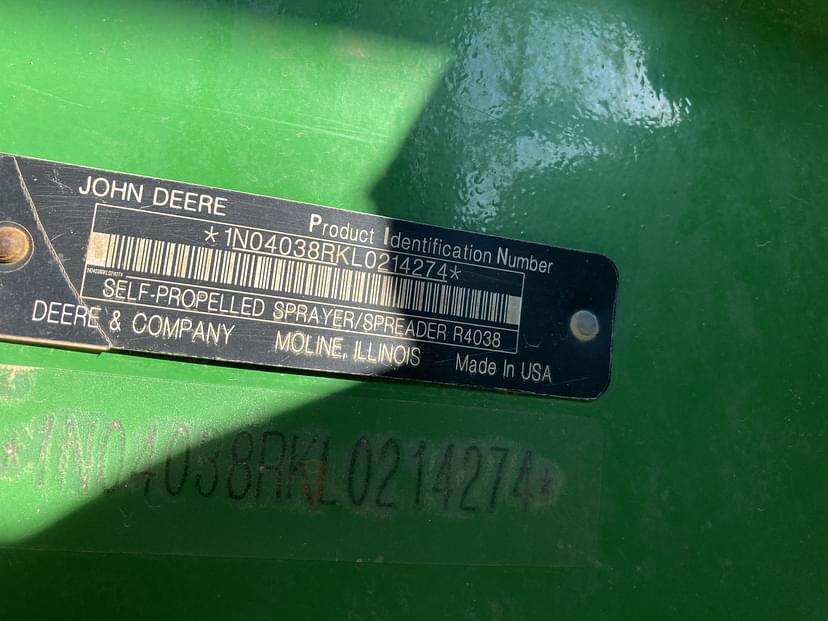 JOHN DEERE
Product Identification Number
*1N04038RKL0214274*
1N04038RKL0214274
SELF-PROPELLED SPRAYER/SPREADER R4038
DEERE & COMPANY MOLINE, ILLINOIS Made In USA
*1N04038RKL0214274*